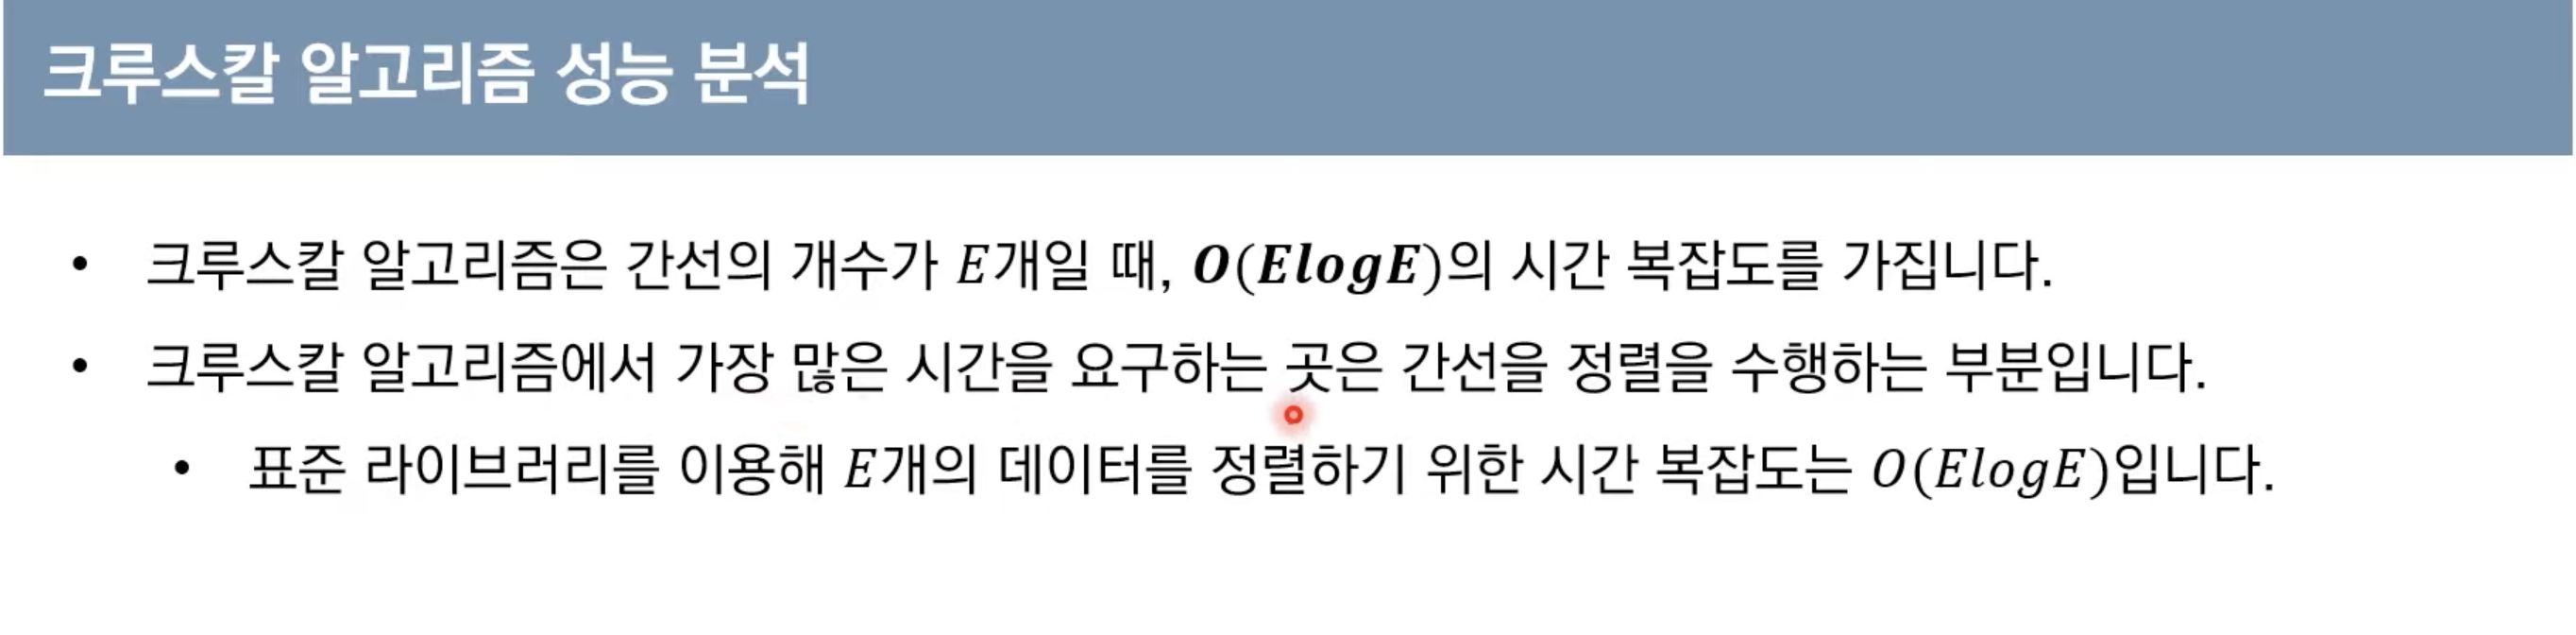 크루스칼 알고리즘 성능 분석
• 크루스칼 알고리즘은 간선의 개수가 E개일 때, O(ElogE)의 시간 복잡도를 가집니다.
• 크루스칼 알고리즘에서 가장 많은 시간을 요구하는 곳은 간선을 정렬을 수행하는 부분입니다.
• 표준 라이브러리를 이용해 E개의 데이터를 정렬하기 위한 시간 복잡도는 O(ElogE)입니다.